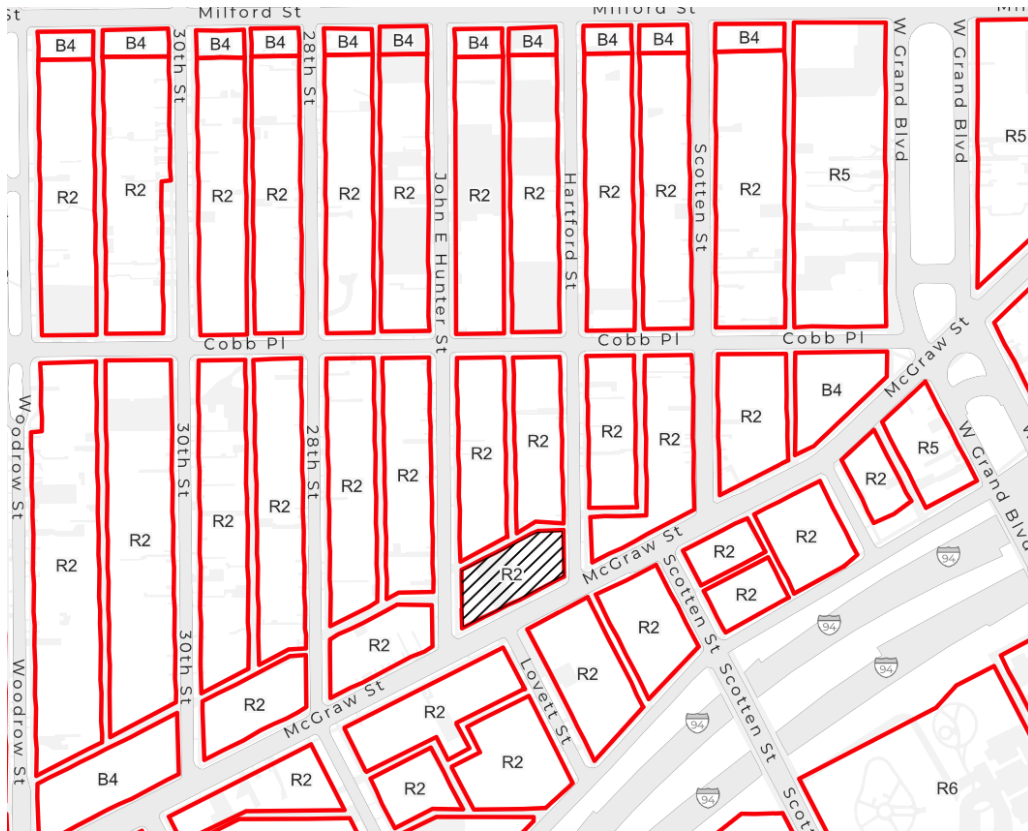 St
Milford St
Milford St
Mil
B4
B4
B4
B4
B4
B4
B4
B4
B4
B4
B4
30th St
28th St
W Grand Blvd
W Grand Blvd
R5
R2
R2
R2
R2
R2
R2
R2
R2
R2
R2
R2
R5
John E Hunter St
Hartford St
Scotten St
Cobb Pl
Cobb Pl
Cobb Pl
McGraw St
Woodrow St
30th St
28th St
R2
R2
R2
R2
R2
R2
R2
R2
R2
R2
R2
B4
R2
R5
W Grand Blvd
W
R2
McGraw St
R2
R2
R2
Scotten St
94
94
94
94
R2
R2
R2
R2
Lovett St
Scotten St
Woodrow St
30th St
McGraw St
R2
R2
R2
R2
B4
R2
Scott
R6